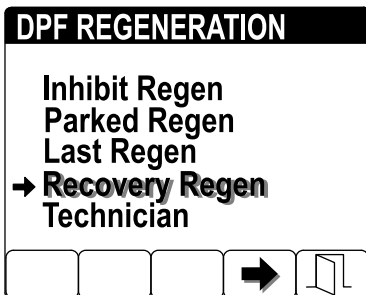 DPF REGENERATION
Inhibit Regen
Parked Regen
Last Regen
Recovery Regen
Technician